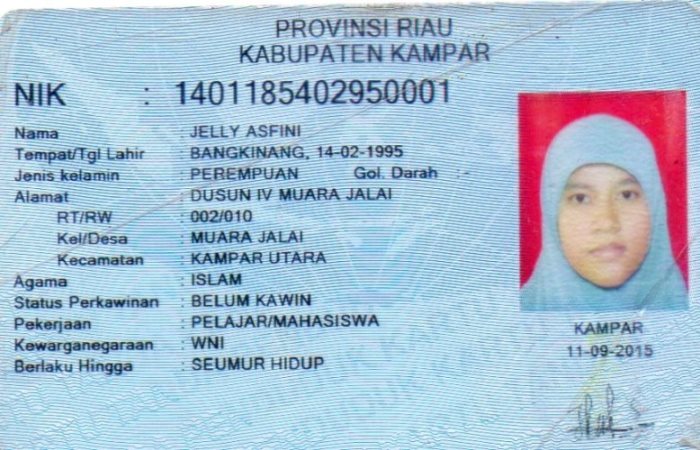 PROVINSI RIAU
KABUPATEN KAMPAR
NIK : 1401185402950001
Nama : JELLY ASFINI
Tempat/Tgl Lahir : BANGKINANG, 14-02-1995
Jenis kelamin : PEREMPUAN Gol. Darah :-
Alamat : DUSUN IV MUARA JALAI
RT/RW : 002/010
Kel/Desa : MUARA JALAI
Kecamatan : KAMPAR UTARA
Agama : ISLAM
Status Perkawinan : BELUM KAWIN
Pekerjaan : PELAJAR/MAHASISWA
Kewarganegaraan : WNI
Berlaku Hingga : SEUMUR HIDUP
KAMPAR
11-09-2015